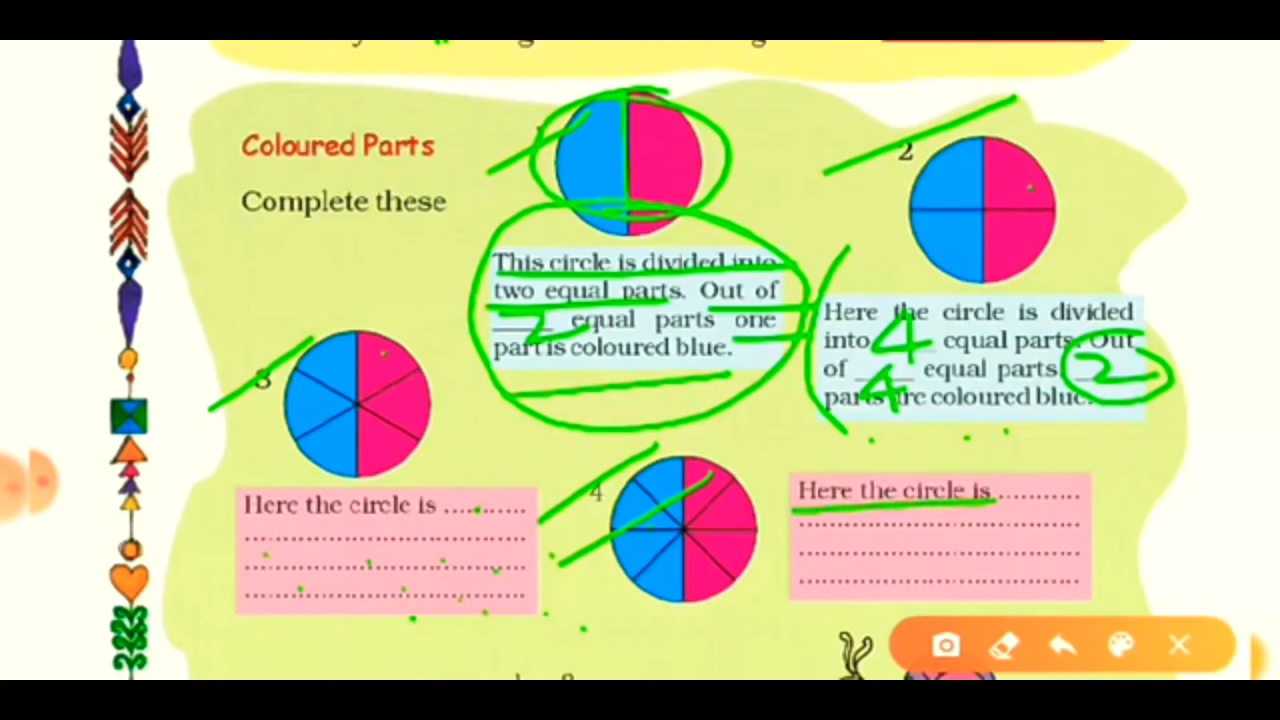 Coloured Parts
Complete these
2
This circle is divided into
two equal parts. Out of
2 equal parts one
part is coloured blue.
Here the circle is divided
into 4 equal parts. Out
of 4 equal parts 2
parts are coloured blue.
3
Here the circle is ............
4
Here the circle is ............